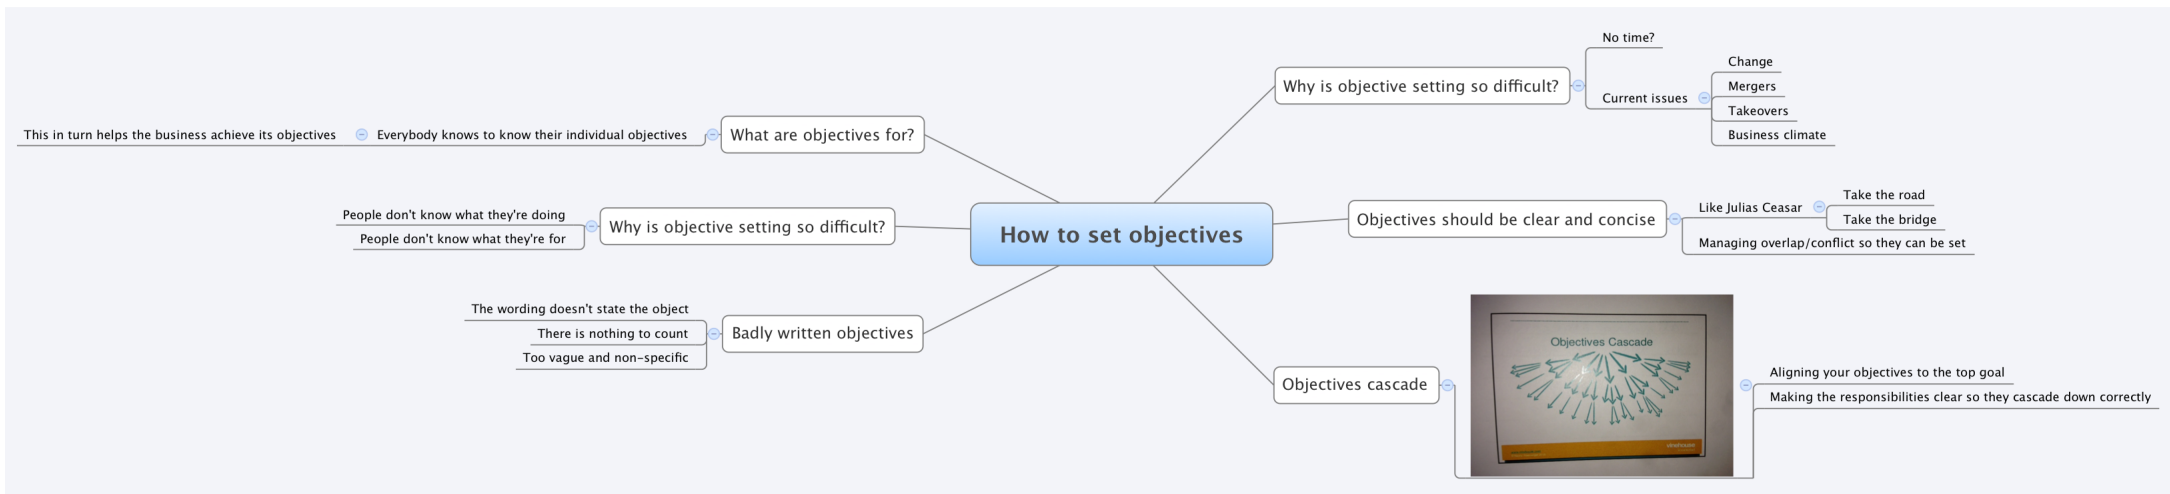 How to set objectives
Why is objective setting so difficult?
No time?
Current issues
Change
Mergers
Takeovers
Business climate
Objectives should be clear and concise
Like Julias Ceasar
Take the road
Take the bridge
Managing overlap/conflict so they can be set
Objectives cascade
Objectives Cascade
Aligning your objectives to the top goal
Making the responsibilities clear so they cascade down correctly
What are objectives for?
Everybody knows to know their individual objectives
This in turn helps the business achieve its objectives
Why is objective setting so difficult?
People don't know what they're doing
People don't know what they're for
Badly written objectives
The wording doesn't state the object
There is nothing to count
Too vague and non-specific